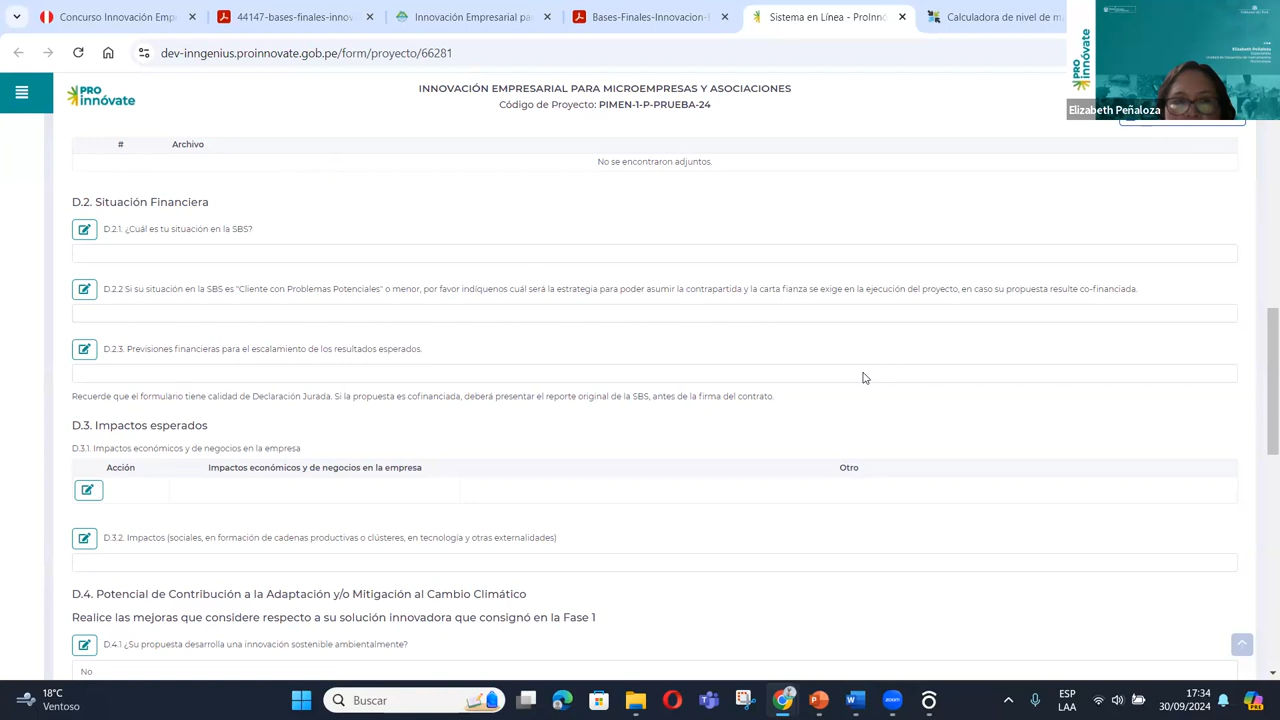 Concurso Innovación Emp
44147-bases-finales-innov
Innovación Empresarial pa
Bases-Finales-Innovacion-I
Sistema en Línea - ProInn
Calculadora de nivel de m
dev-inngenius.proinnovate.gob.pe/form/proyecto/66281
PRO
innóvate
INNOVACIÓN EMPRESARIAL PARA MICROEMPRESAS Y ASOCIACIONES
Código de Proyecto: PIMEN-1-P-PRUEBA-24
PRO
innóvate
Elizabeth Peñaloza
Elizabeth Peñaloza
# Archivo
No se encontraron adjuntos.
D.2. Situación Financiera
D.2.1. ¿Cuál es tu situación en la SBS?
D.2.2 Si su situación en la SBS es "Cliente con Problemas Potenciales" o menor, por favor indíquenos cuál será la estrategia para poder asumir la contrapartida y la carta fianza se exige en la ejecución del proyecto, en caso su propuesta resulte co-financiada.
D.2.3. Previsiones financieras para el escalamiento de los resultados esperados.
Recuerde que el formulario tiene calidad de Declaración Jurada. Si la propuesta es cofinanciada, deberá presentar el reporte original de la SBS, antes de la firma del contrato.
D.3. Impactos esperados
D.3.1. Impactos económicos y de negocios en la empresa
Acción Impactos económicos y de negocios en la empresa Otro
D.3.2. Impactos (sociales, en formación de cadenas productivas o clústeres, en tecnología y otras externalidades)
D.4. Potencial de Contribución a la Adaptación y/o Mitigación al Cambio Climático
Realice las mejoras que considere respecto a su solución innovadora que consignó en la Fase 1
D.4.1 ¿Su propuesta desarrolla una innovación sostenible ambientalmente?
No
18°C
Ventoso
Buscar
zoom
ESP
LAA
17:34
30/09/2024
PRE